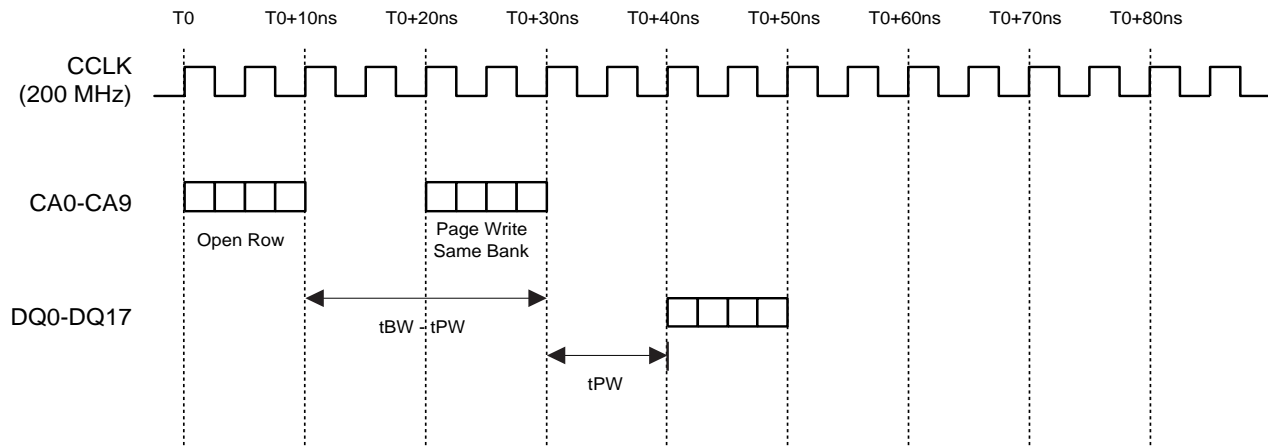 T0 T0+10ns T0+20ns T0+30ns T0+40ns T0+50ns T0+60ns T0+70ns T0+80ns
CCLK
(200 MHz)
CA0-CA9
Open Row
Page Write
Same Bank
DQ0-DQ17
tBW - tPW
tPW